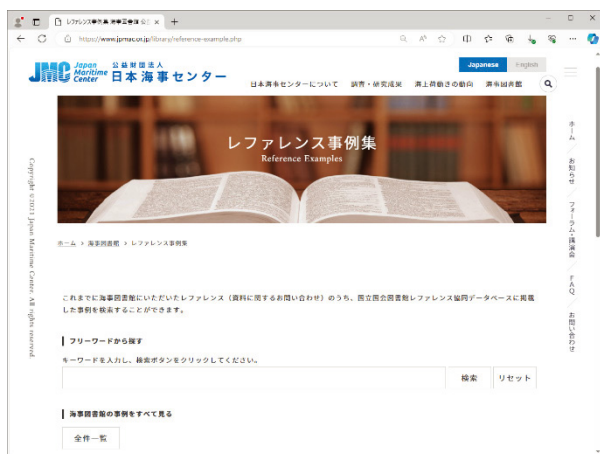 レファレンス事例集 海事図書館 公
https://www.jpmac.or.jp/library/reference-example.php
JMC Japan Maritime Center
公益財団法人
日本海事センター
Japanese English
日本海事センターについて 調査・研究成果 海上荷動きの動向 海事図書館
レファレンス事例集
Reference Examples
ホーム > 海事図書館 > レファレンス事例集
これまでに海事図書館にいただいたレファレンス（資料に関するお問い合わせ）のうち、国立国会図書館レファレンス協同データベースに掲載
した事例を検索することができます。
フリーワードから探す
キーワードを入力し、検索ボタンをクリックしてください。
検索 リセット
海事図書館の事例をすべて見る
全件一覧
ホーム
お知らせ
フォーラム・講演会
FAQ
お問い合わせ
Copyright ©2023 Japan Maritime Center. All rights reserved.